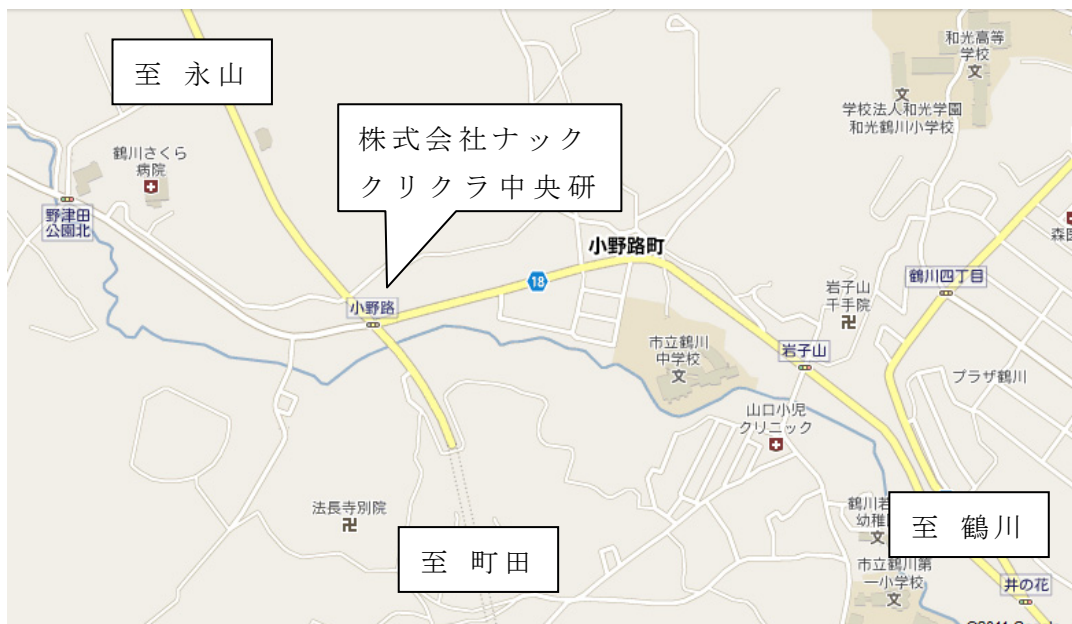 至 永山
株式会社ナック
クリクラ中央研
和光高等
学校
学校法人和光学園
和光鶴川小学校
鶴川さくら
病院
野津田
公園北
小野路町
18
小野路
鶴川四丁目
岩子山
千手院
市立鶴川
中学校
岩子山
プラザ鶴川
山口小児
クリニック
法長寺別院
至 町田
至 鶴川
幼稚
市立鶴川第
一小学校
井の花